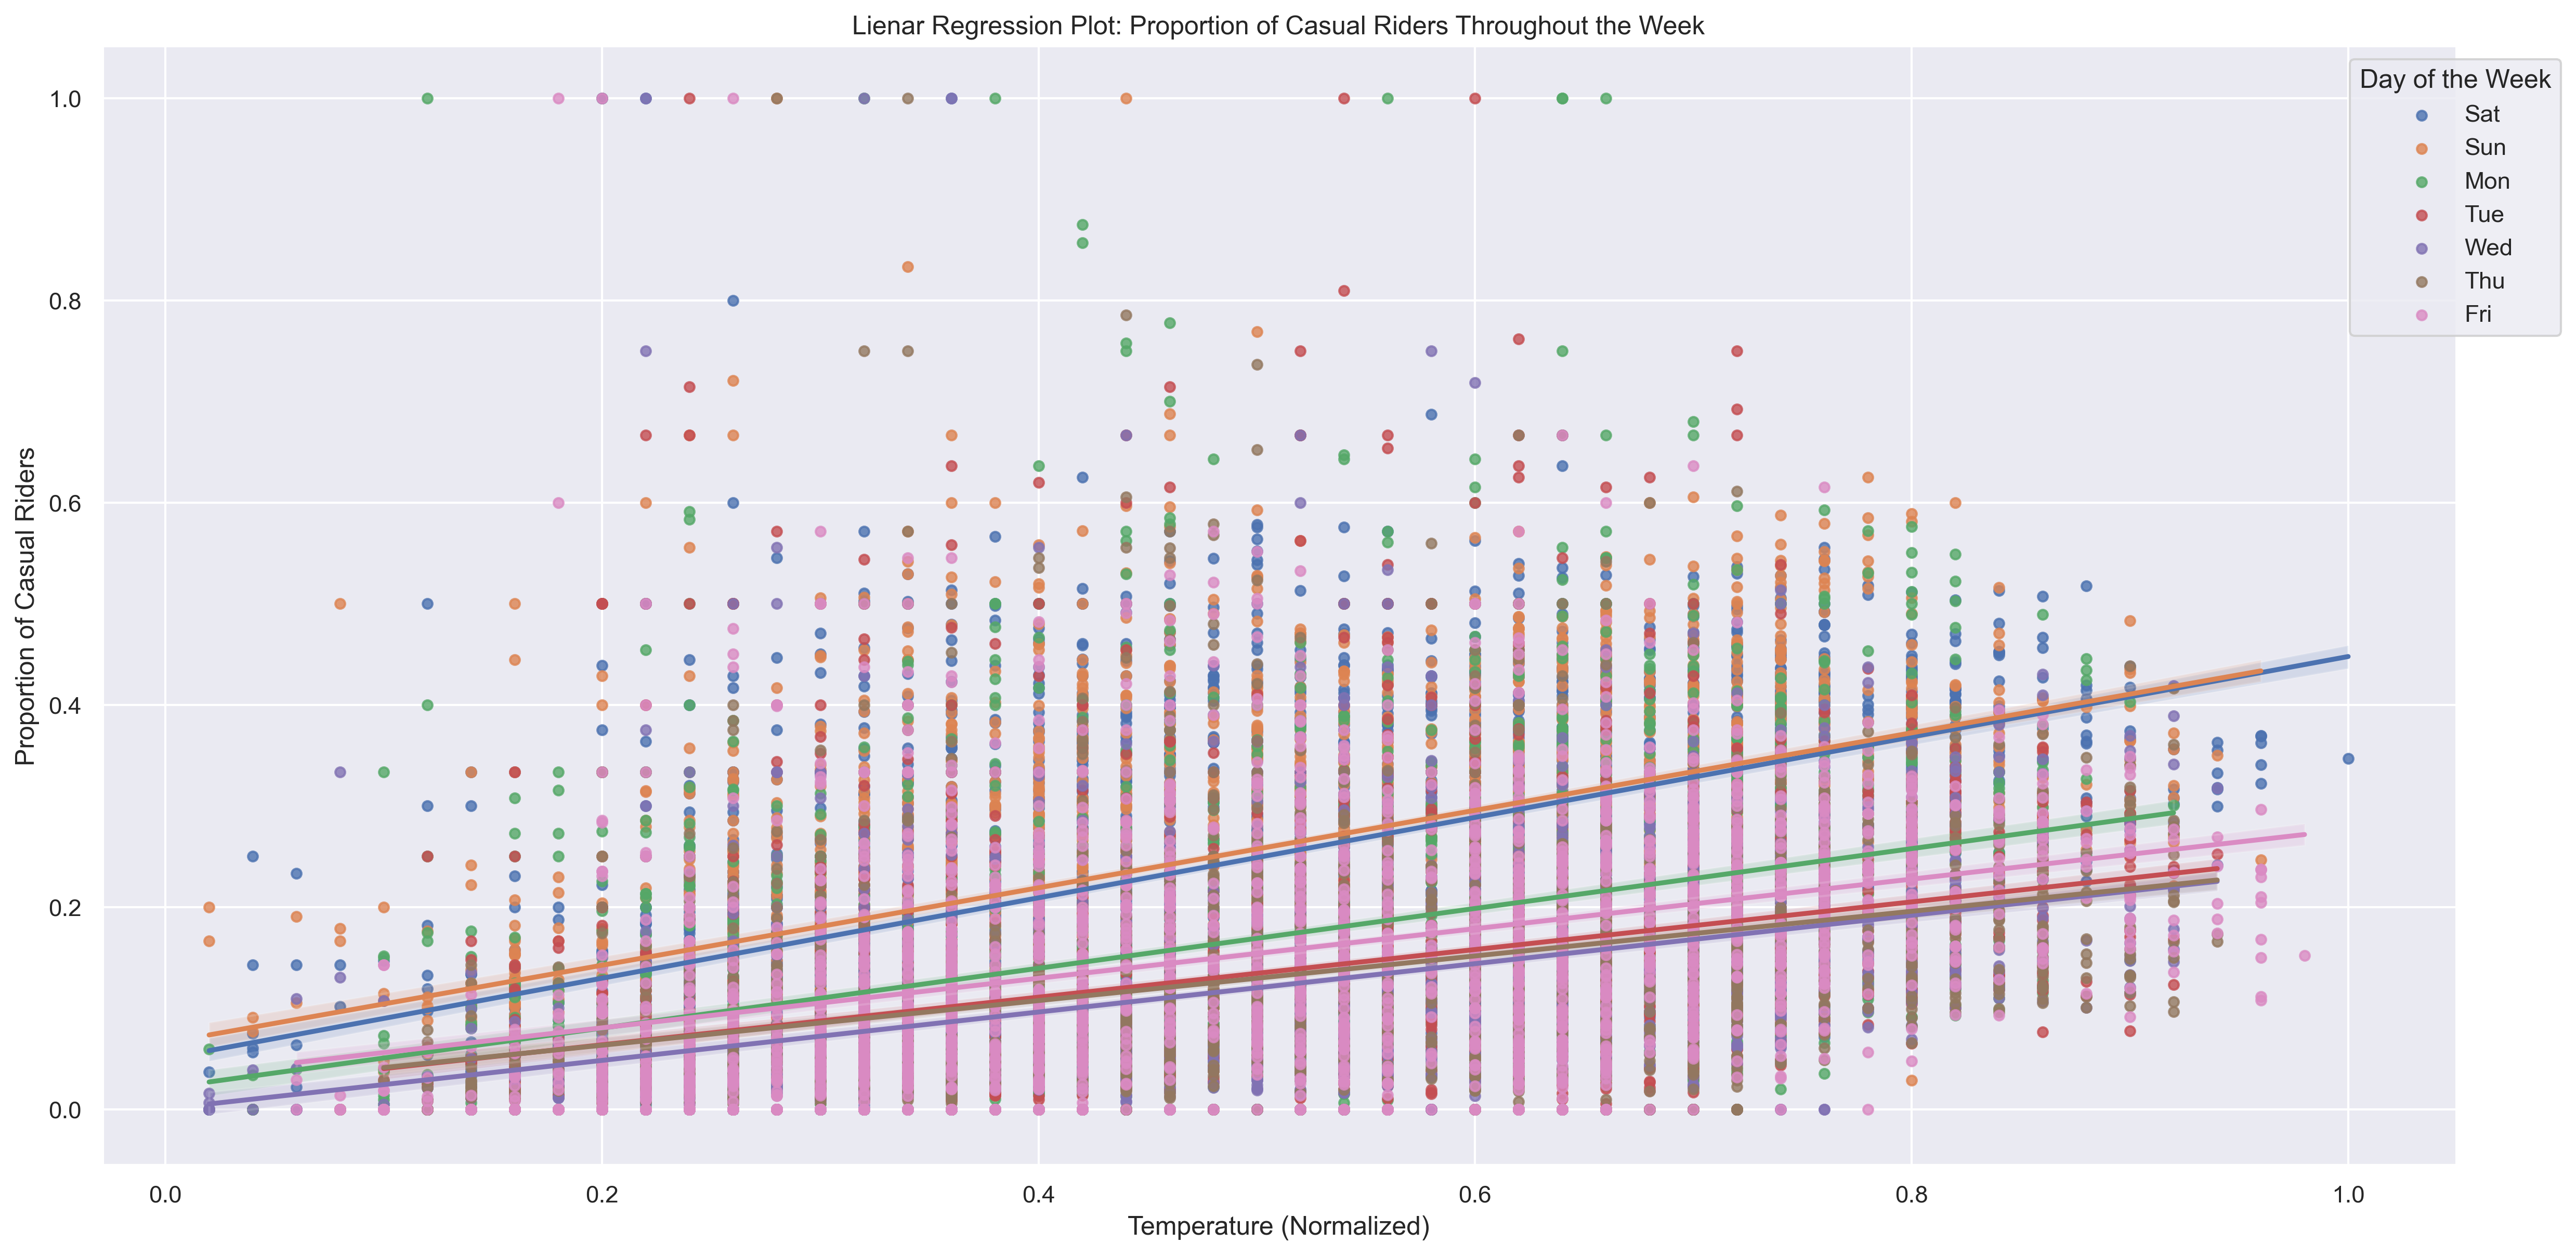 Lienar Regression Plot: Proportion of Casual Riders Throughout the Week
Day of the Week
Sat
Sun
Mon
Tue
Wed
Thu
Fri
Proportion of Casual Riders
1.0
0.8
0.6
0.4
0.2
0.0
0.0
0.2
0.4
0.6
0.8
1.0
Temperature (Normalized)